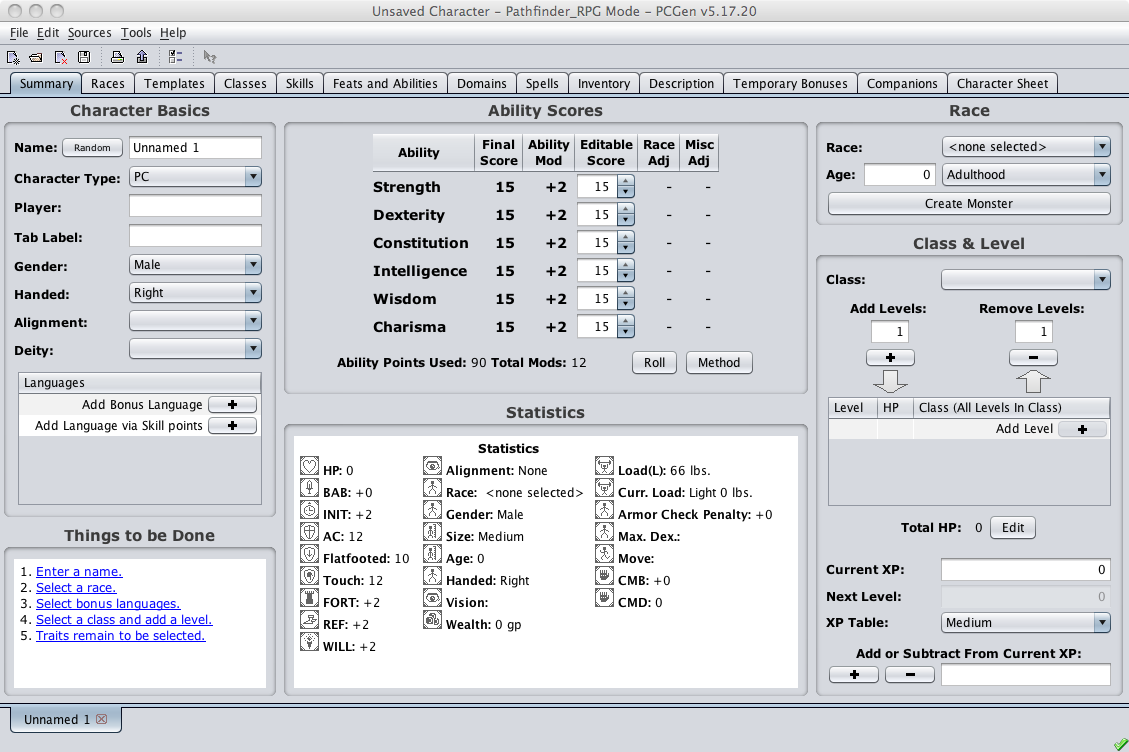 Unsaved Character - Pathfinder_RPG Mode - PCGen v5.17.20
File Edit Sources Tools Help
Summary Races Templates Classes Skills Feats and Abilities Domains Spells Inventory Description Temporary Bonuses Companions Character Sheet
Character Basics
Name: Random Unnamed 1
Character Type: PC
Player:
Tab Label:
Gender: Male
Handed: Right
Alignment:
Deity:
Languages
Add Bonus Language +
Add Language via Skill points +
Things to be Done
1. Enter a name.
2. Select a race.
3. Select bonus languages.
4. Select a class and add a level.
5. Traits remain to be selected.
Ability Scores
Ability Final Score Ability Mod Editable Score Race Adj Misc Adj
Strength 15 +2 15 - -
Dexterity 15 +2 15 - -
Constitution 15 +2 15 - -
Intelligence 15 +2 15 - -
Wisdom 15 +2 15 - -
Charisma 15 +2 15 - -
Ability Points Used: 90 Total Mods: 12 Roll Method
Statistics
Statistics
HP: 0 Alignment: None Load(L): 66 lbs.
BAB: +0 Race: <none selected> Curr. Load: Light 0 lbs.
INIT: +2 Gender: Male Armor Check Penalty: +0
AC: 12 Size: Medium Max. Dex.:
Flatfooted: 10 Age: 0 Move:
Touch: 12 Handed: Right CMB: +0
FORT: +2 Vision: CMD: 0
REF: +2 Wealth: 0 gp
WILL: +2
Race
Race: <none selected>
Age: 0 Adulthood
Create Monster
Class & Level
Class:
Add Levels: Remove Levels:
1 1
+ -
Level HP Class (All Levels In Class)
Add Level +
Total HP: 0 Edit
Current XP: 0
Next Level: 0
XP Table: Medium
Add or Subtract From Current XP:
+ -
Unnamed 1